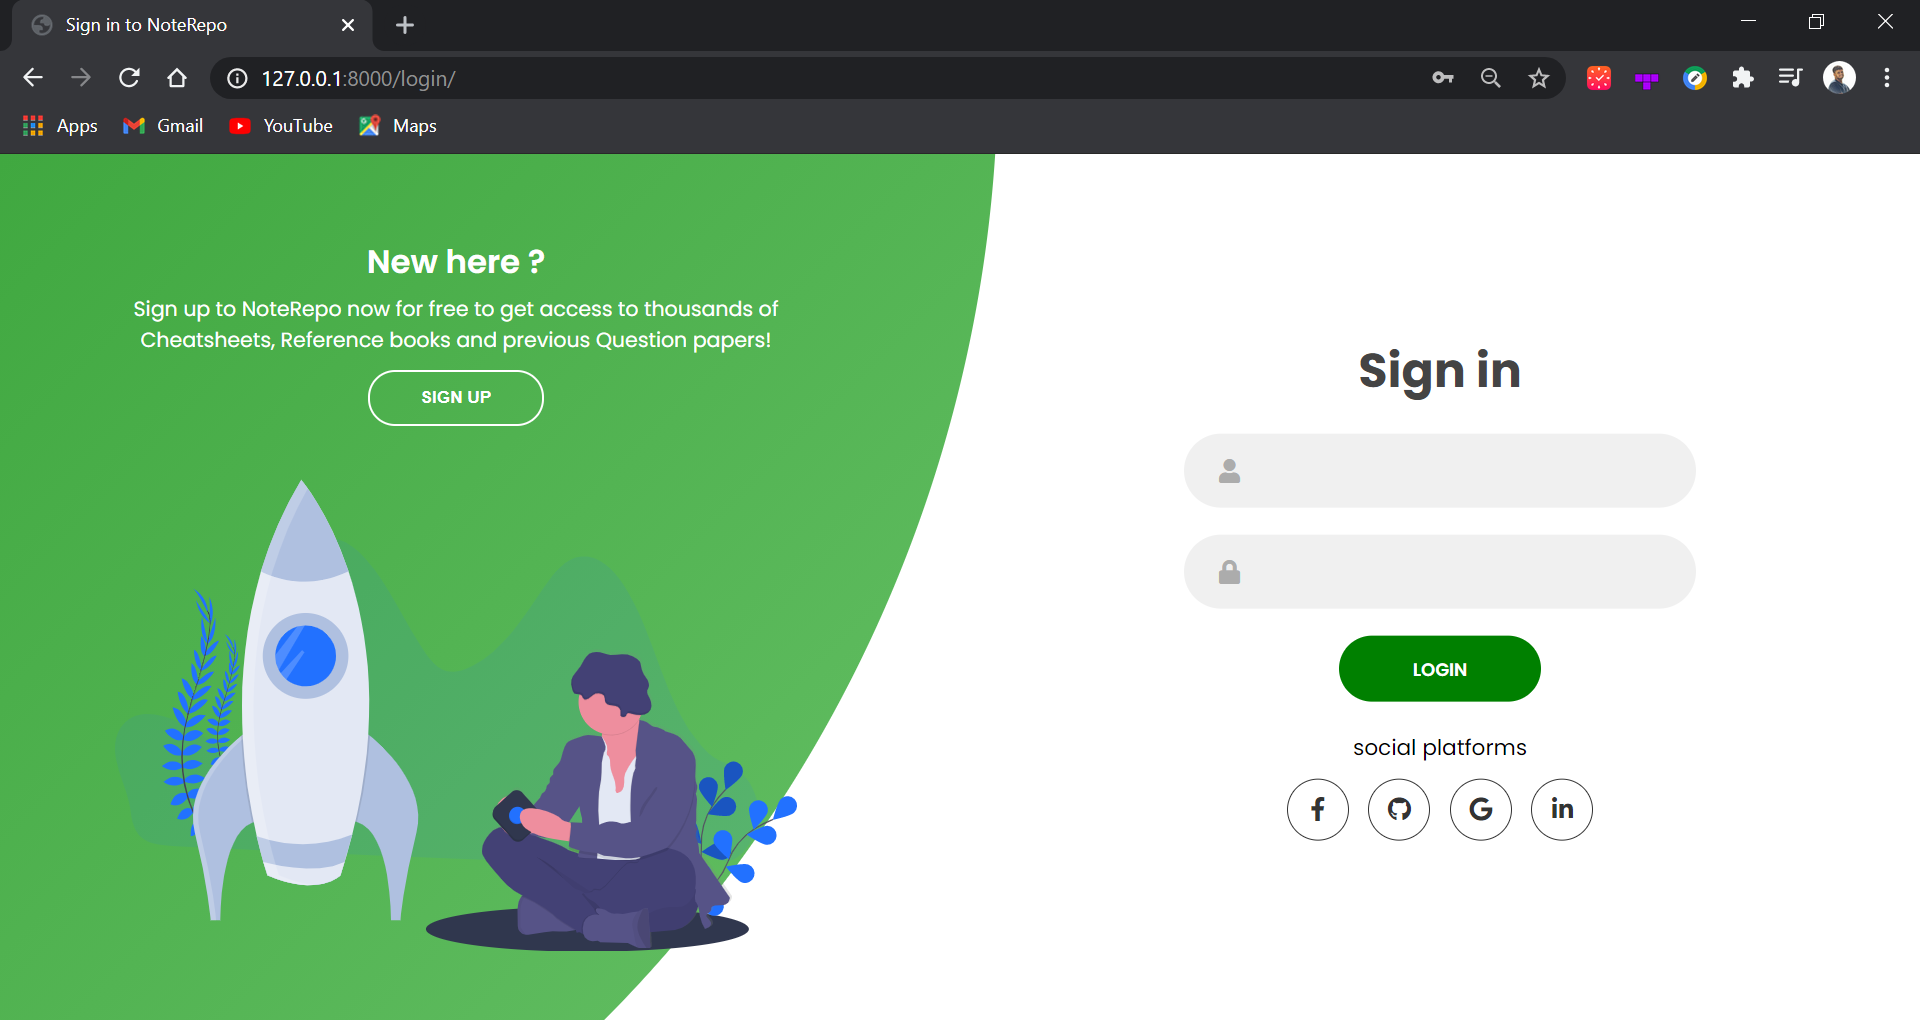 Sign in to NoteRepo
127.0.0.1:8000/login/
Apps
Gmail
YouTube
Maps
New here ?
Sign up to NoteRepo now for free to get access to thousands of
Cheatsheets, Reference books and previous Question papers!
SIGN UP
Sign in
LOGIN
social platforms